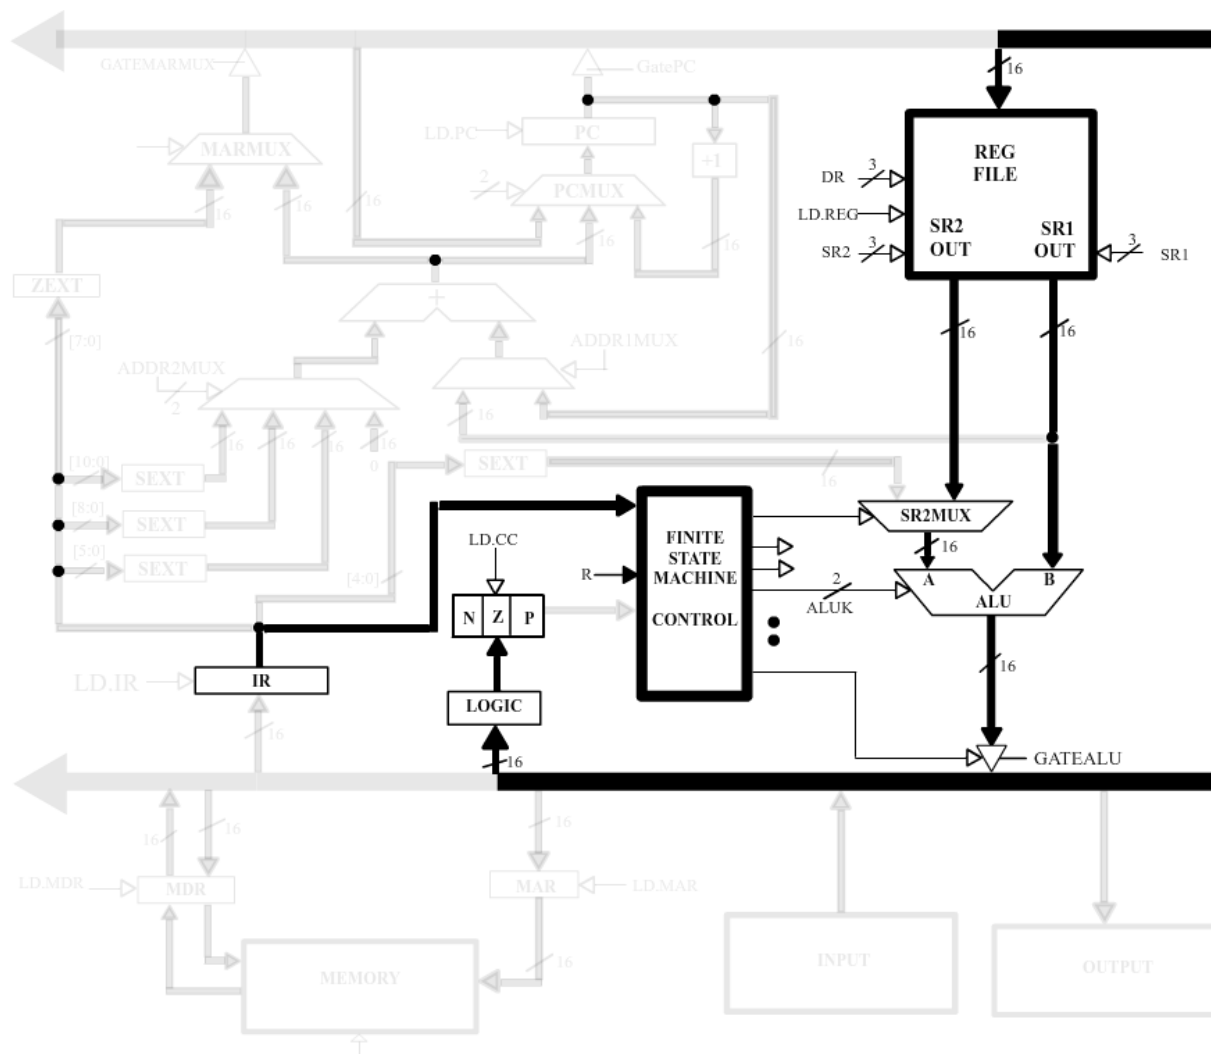 16
GATEMARMUX
GatePC
LD.PC
PC
MARMUX
+1
REG
FILE
DR
3
2
PCMUX
LD.REG
16
16
16
16
16
SR2
OUT
SR1
OUT
SR2
3
3
SR1
ZEXT
+
[7:0]
16
16
16
ADDR2MUX
2
ADDR1MUX
16
16
16
16
16
0
[10:0]
SEXT
SEXT
16
[8:0]
SEXT
[5:0]
SEXT
[4:0]
SR2MUX
16
LD.CC
FINITE
STATE
MACHINE
CONTROL
R
2
ALUK
A
B
ALU
N Z P
16
LD.IR
IR
LOGIC
16
16
GATEALU
16
16
16
LD.MDR
MDR
MAR
LD.MAR
16
MEMORY
INPUT
OUTPUT